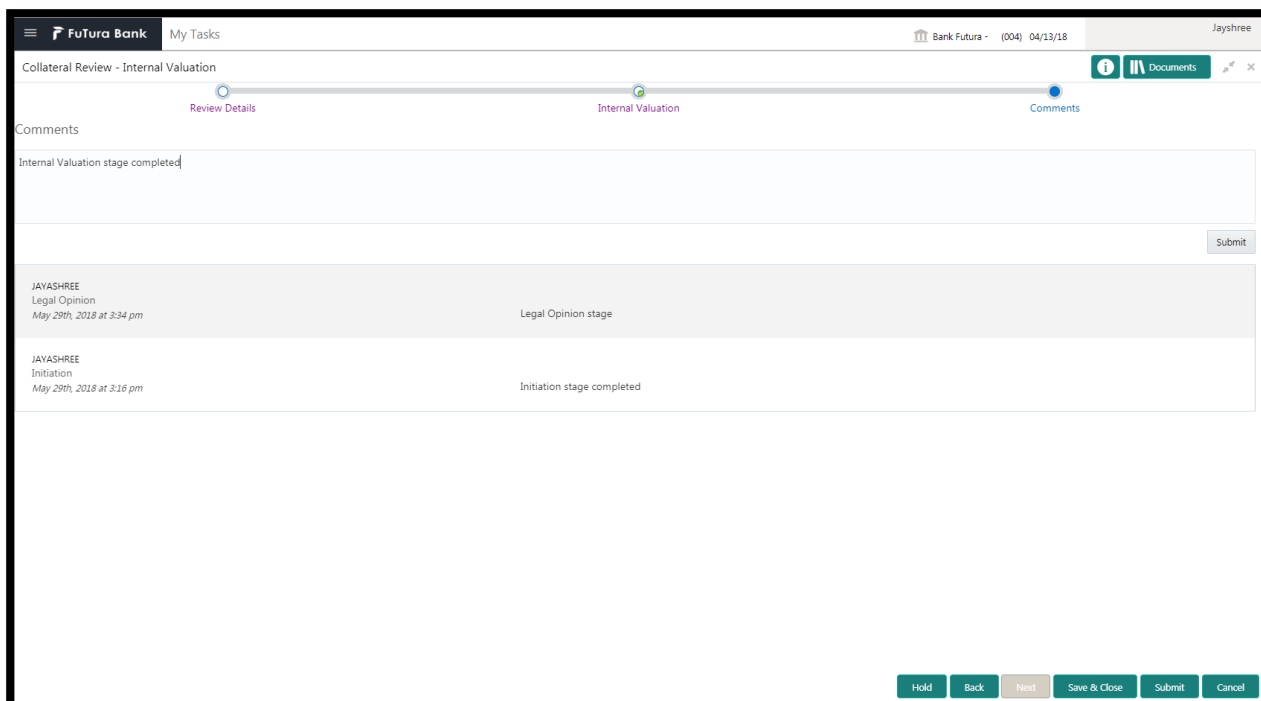 FuTura Bank
My Tasks
Bank Futura - (004) 04/13/18
Jayshree
Collateral Review - Internal Valuation
i
Documents
Review Details
Internal Valuation
Comments
Comments
Internal Valuation stage completed
Submit
JAYASHREE
Legal Opinion
May 29th, 2018 at 3:34 pm
Legal Opinion stage
JAYASHREE
Initiation
May 29th, 2018 at 3:16 pm
Initiation stage completed
Hold
Back
Next
Save & Close
Submit
Cancel